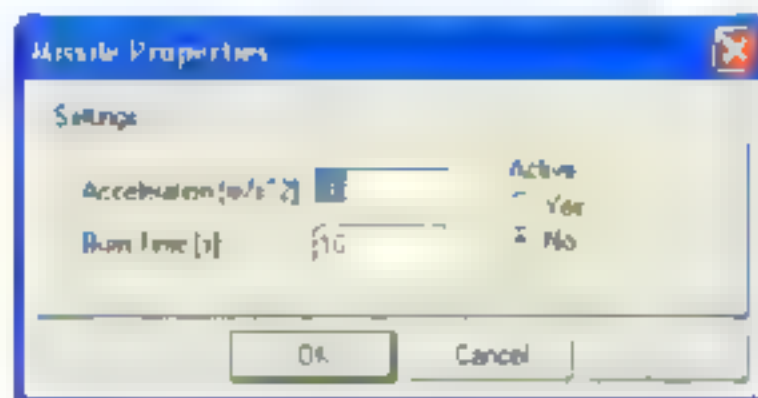 Missile Properties
Settings
Acceleration [m/s^2]
Active
Yes
Burn Time [s]
No
OK
Cancel